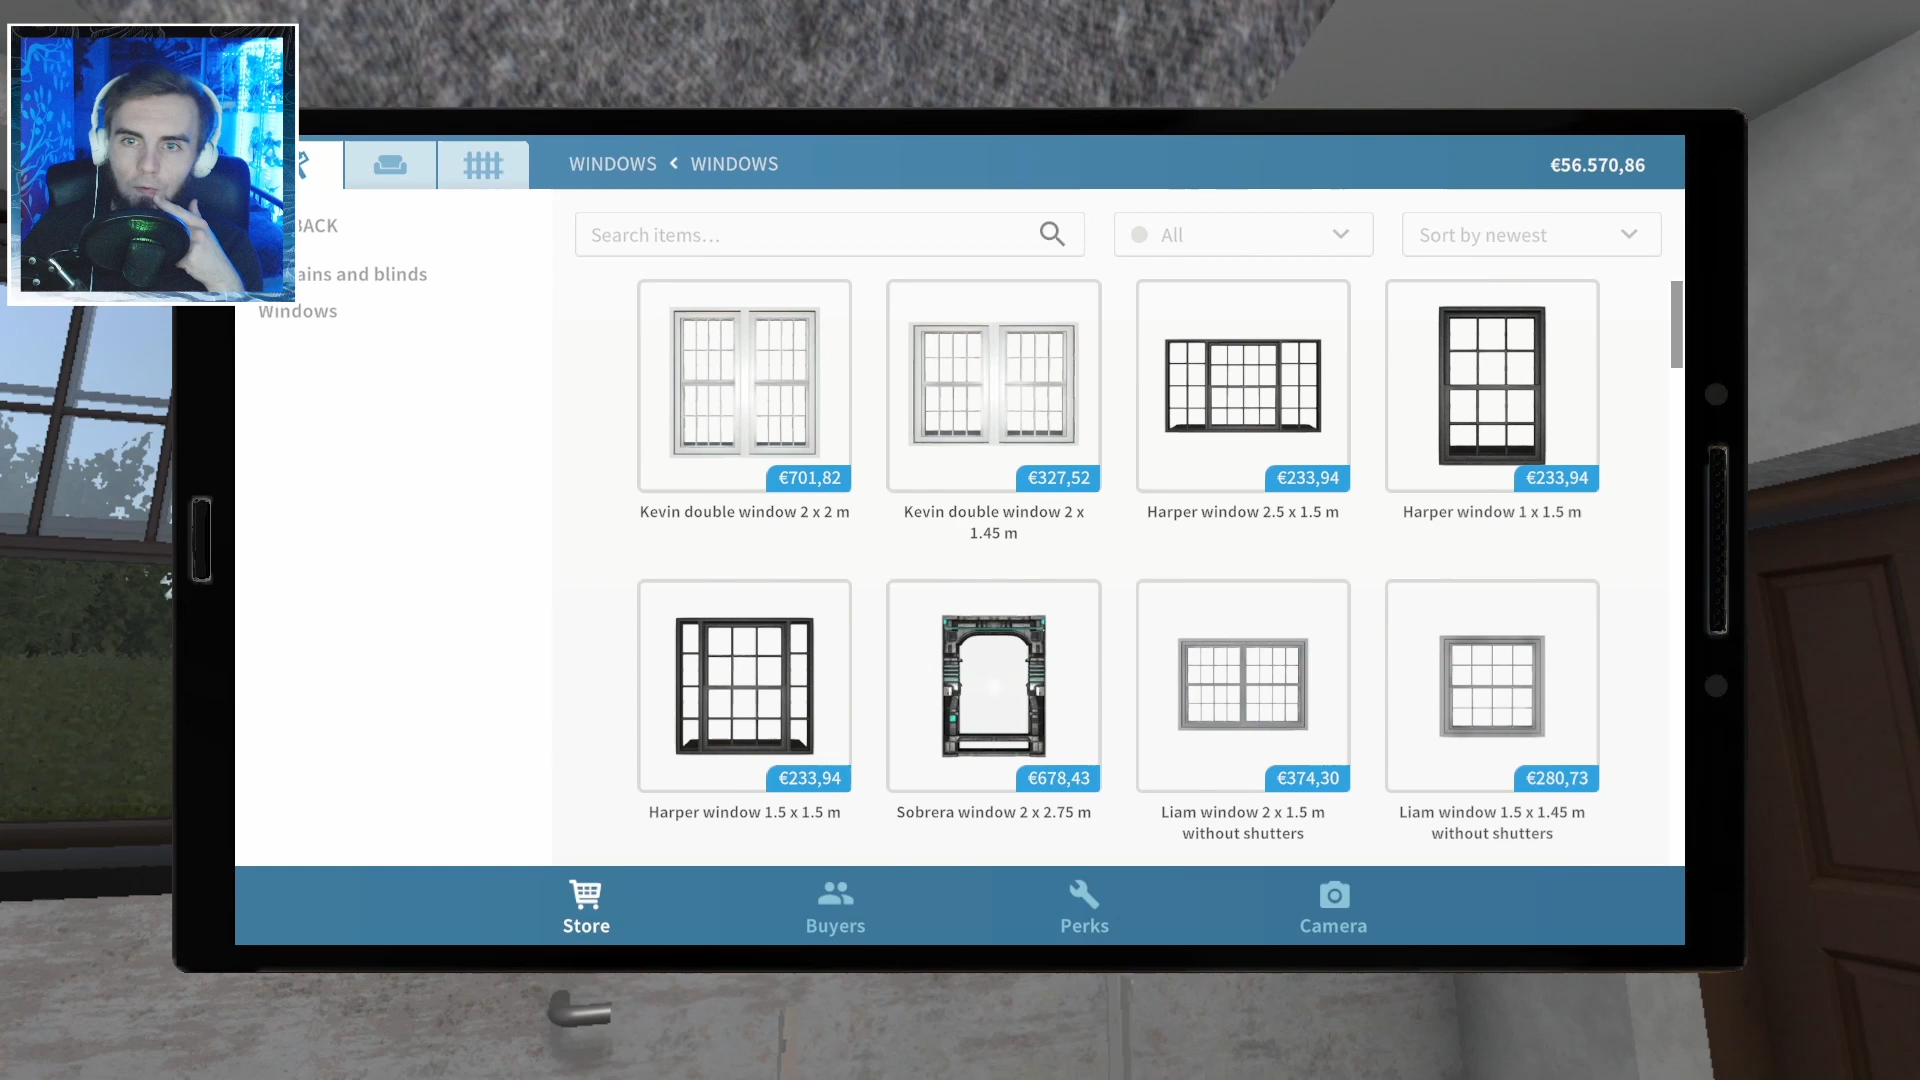 WINDOWS < WINDOWS
€56.570,86
BACK
ains and blinds
Windows
Search items...
All
Sort by newest
€701,82
€327,52
€233,94
€233,94
Kevin double window 2 x 2 m
Kevin double window 2 x
1.45 m
Harper window 2.5 x 1.5 m
Harper window 1 x 1.5 m
€233,94
€678,43
€374,30
€280,73
Harper window 1.5 x 1.5 m
Sobrera window 2 x 2.75 m
Liam window 2 x 1.5 m
without shutters
Liam window 1.5 x 1.45 m
without shutters
Store
Buyers
Perks
Camera